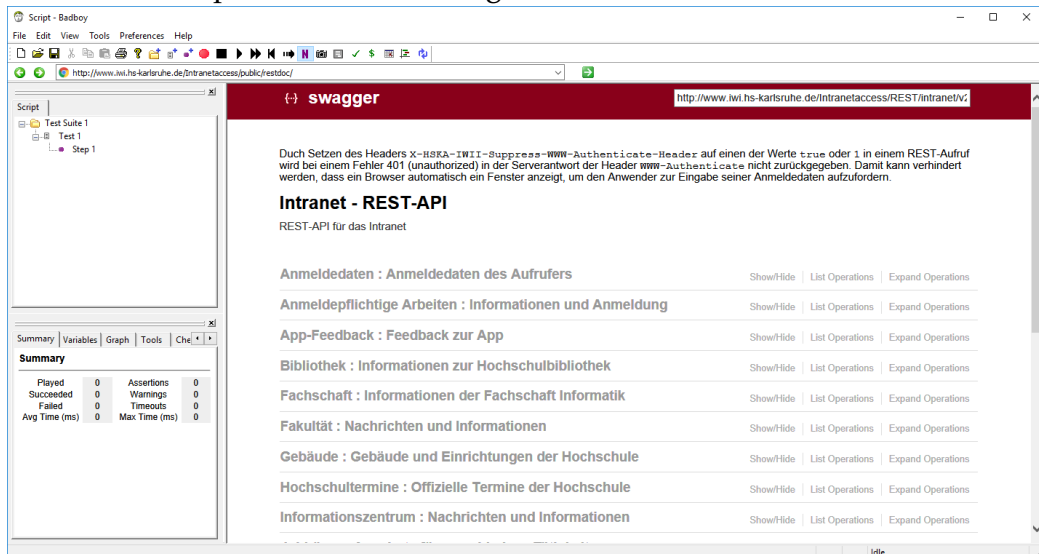 Script - Badboy
File Edit View Tools Preferences Help
http://www.iwi.hs-karlsruhe.de/Intranetaccess/public/restdoc/
Script
Test Suite 1
Test 1
Step 1
Summary Variables Graph Tools Che
Summary
Played 0 Assertions 0
Succeeded 0 Warnings 0
Failed 0 Timeouts 0
Avg Time (ms) 0 Max Time (ms) 0
swagger
http://www.iwi.hs-karlsruhe.de/Intranetaccess/REST/intranet/v2
Duch Setzen des Headers X-HSKA-IWII-Suppress-WWW-Authenticate-Header auf einen der Werte true oder 1 in einem REST-Aufruf
wird bei einem Fehler 401 (unauthorized) in der Serverantwort der Header WWW-Authenticate nicht zurückgegeben. Damit kann verhindert
werden, dass ein Browser automatisch ein Fenster anzeigt, um den Anwender zur Eingabe seiner Anmeldedaten aufzufordern.
Intranet - REST-API
REST-API für das Intranet
Anmeldedaten : Anmeldedaten des Aufrufers Show/Hide List Operations Expand Operations
Anmeldepflichtige Arbeiten : Informationen und Anmeldung Show/Hide List Operations Expand Operations
App-Feedback : Feedback zur App Show/Hide List Operations Expand Operations
Bibliothek : Informationen zur Hochschulbibliothek Show/Hide List Operations Expand Operations
Fachschaft : Informationen der Fachschaft Informatik Show/Hide List Operations Expand Operations
Fakultät : Nachrichten und Informationen Show/Hide List Operations Expand Operations
Gebäude : Gebäude und Einrichtungen der Hochschule Show/Hide List Operations Expand Operations
Hochschultermine : Offizielle Termine der Hochschule Show/Hide List Operations Expand Operations
Informationszentrum : Nachrichten und Informationen Show/Hide List Operations Expand Operations
Idle